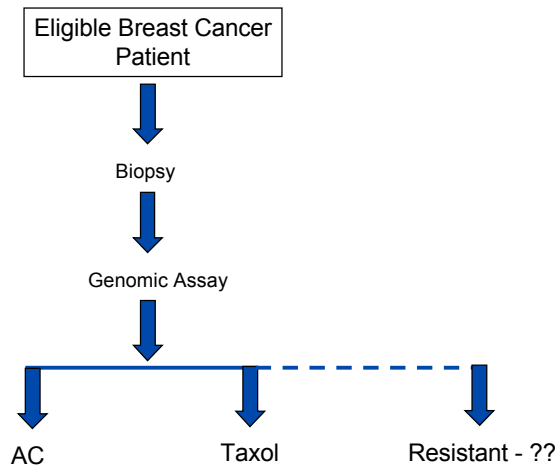 Eligible Breast Cancer
Patient
Biopsy
Genomic Assay
AC
Taxol
Resistant - ??